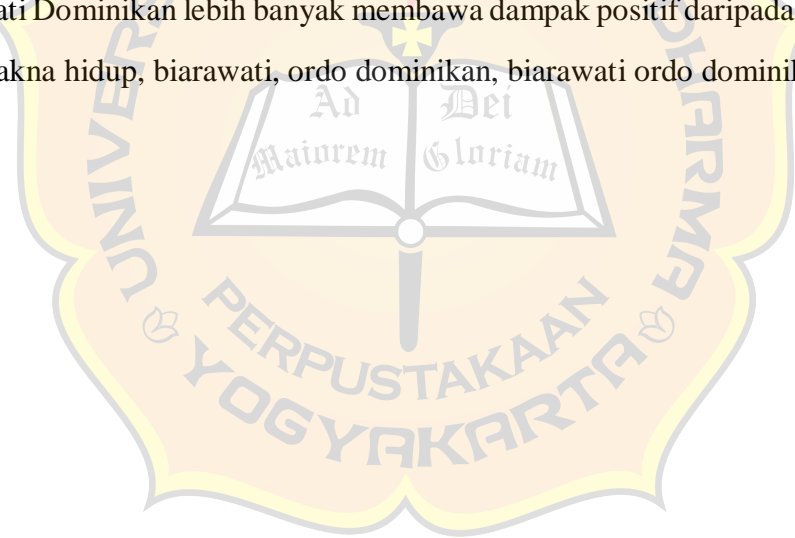 ati Dominikan lebih banyak membawa dampak positif daripada
akna hidup, biarawati, ordo dominikan, biarawati ordo dominik
Ad Dei
Maiorem Gloriam
PERPUSTAKAAN
YOGYAKARTA